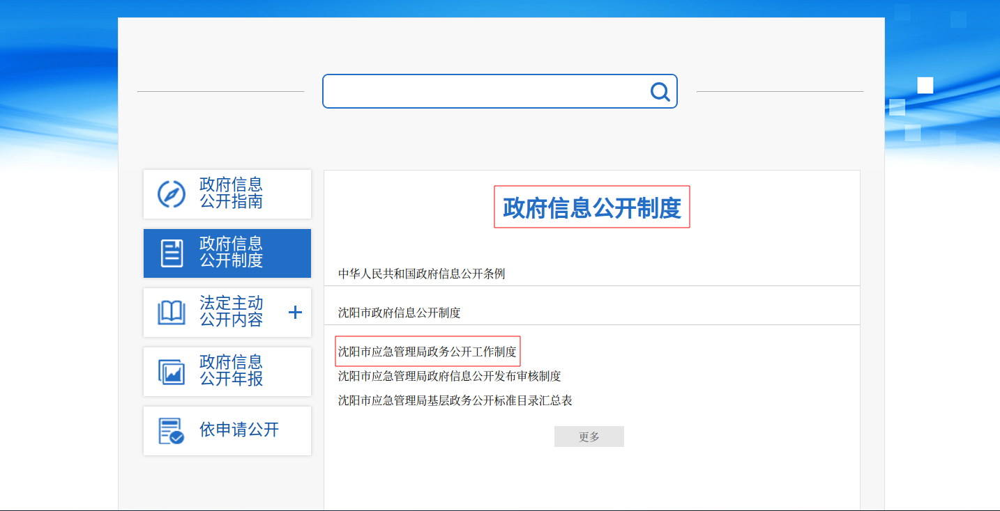 政府信息
公开指南
政府信息
公开制度
法定主动
公开内容
政府信息
公开年报
依申请公开
政府信息公开制度
中华人民共和国政府信息公开条例
沈阳市政府信息公开制度
沈阳市应急管理局政务公开工作制度
沈阳市应急管理局政府信息公开发布审核制度
沈阳市应急管理局基层政务公开标准目录汇总表
更多